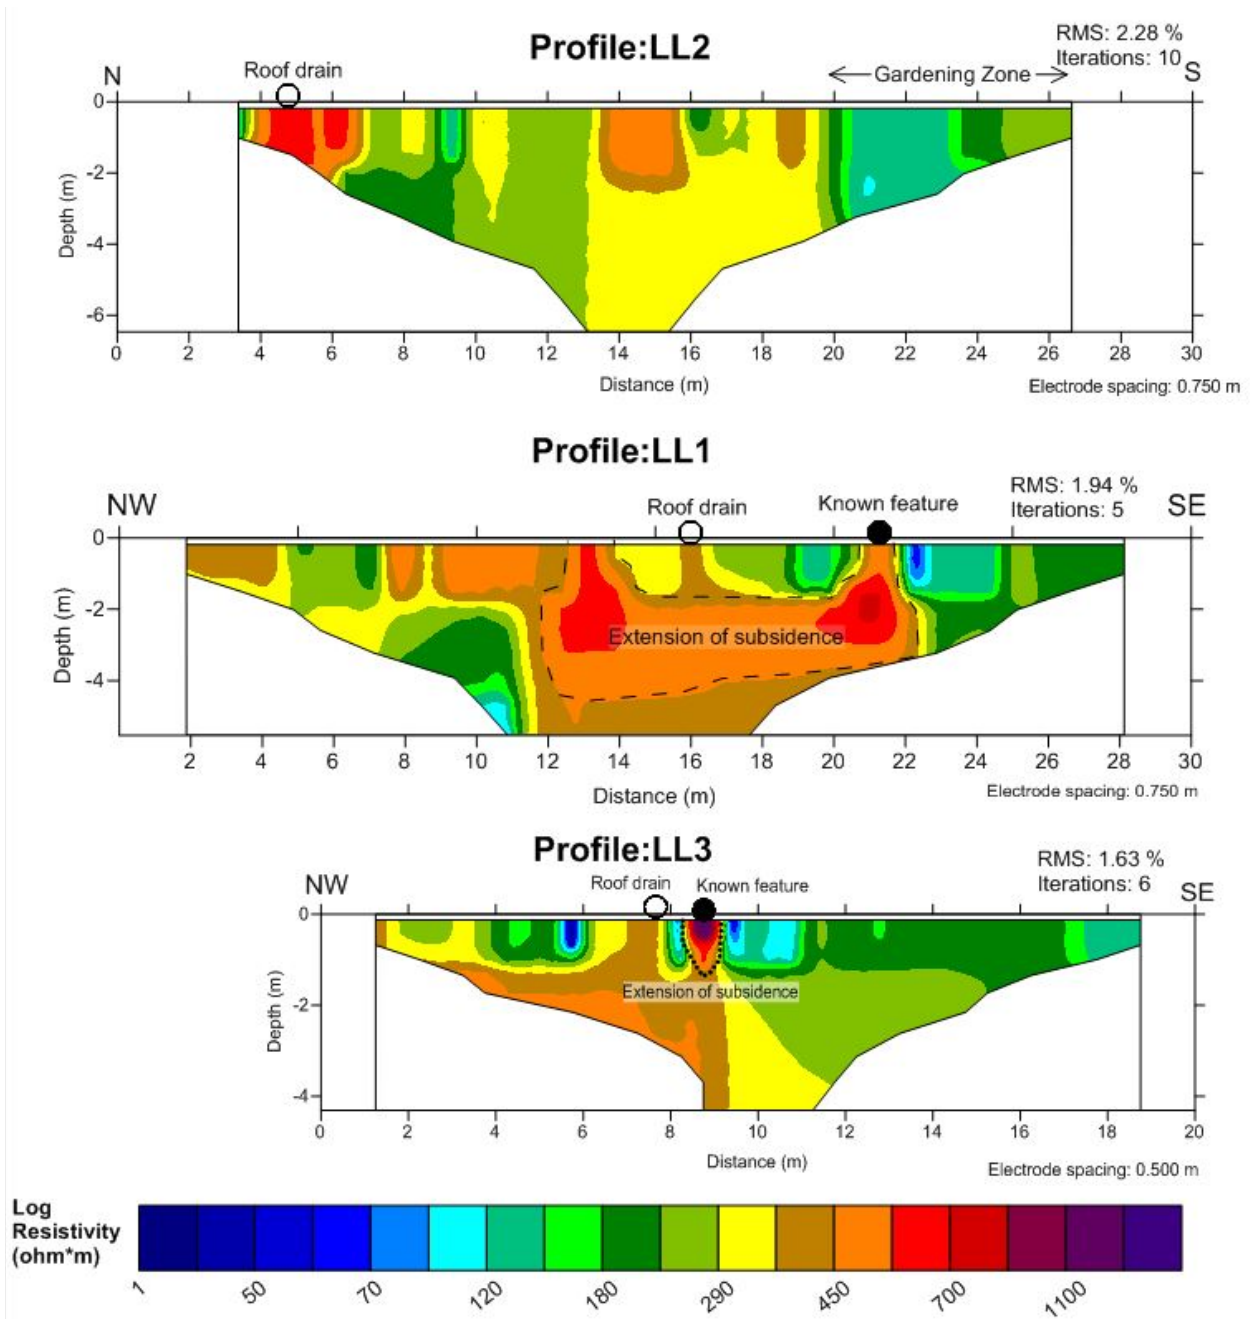 Profile:LL2
RMS: 2.28 %
Iterations: 10
N
Roof drain
Gardening Zone
S
0
-2
-4
-6
Depth (m)
0 2 4 6 8 10 12 14 16 18 20 22 24 26 28 30
Distance (m)
Electrode spacing: 0.750 m
Profile:LL1
RMS: 1.94 %
Iterations: 5
NW
Roof drain
Known feature
SE
0
-2
-4
Depth (m)
Extension of subsidence
2 4 6 8 10 12 14 16 18 20 22 24 26 28 30
Distance (m)
Electrode spacing: 0.750 m
Profile:LL3
RMS: 1.63 %
Iterations: 6
NW
Roof drain
Known feature
SE
0
-2
-4
Depth (m)
Extension of subsidence
0 2 4 6 8 10 12 14 16 18 20
Distance (m)
Electrode spacing: 0.500 m
Log
Resistivity
(ohm*m)
1 50 70 120 180 290 450 700 1100